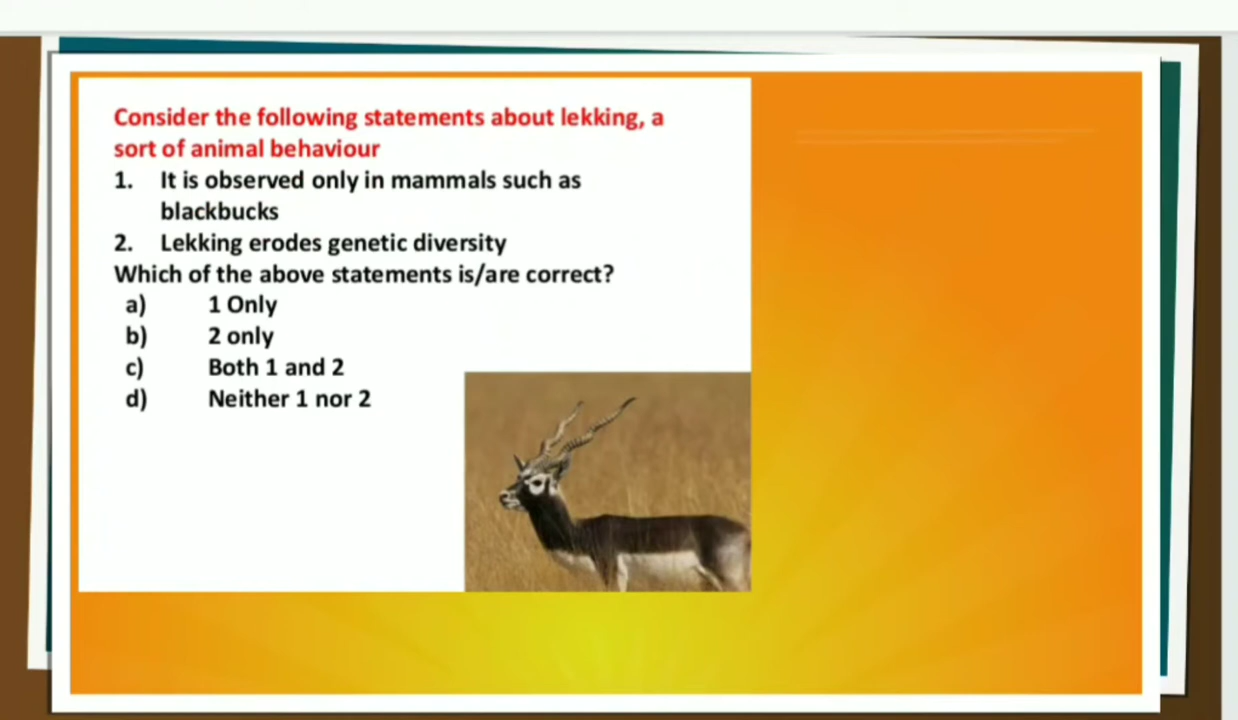 Consider the following statements about lekking, a
sort of animal behaviour
1. It is observed only in mammals such as
blackbucks
2. Lekking erodes genetic diversity
Which of the above statements is/are correct?
a) 1 Only
b) 2 only
c) Both 1 and 2
d) Neither 1 nor 2